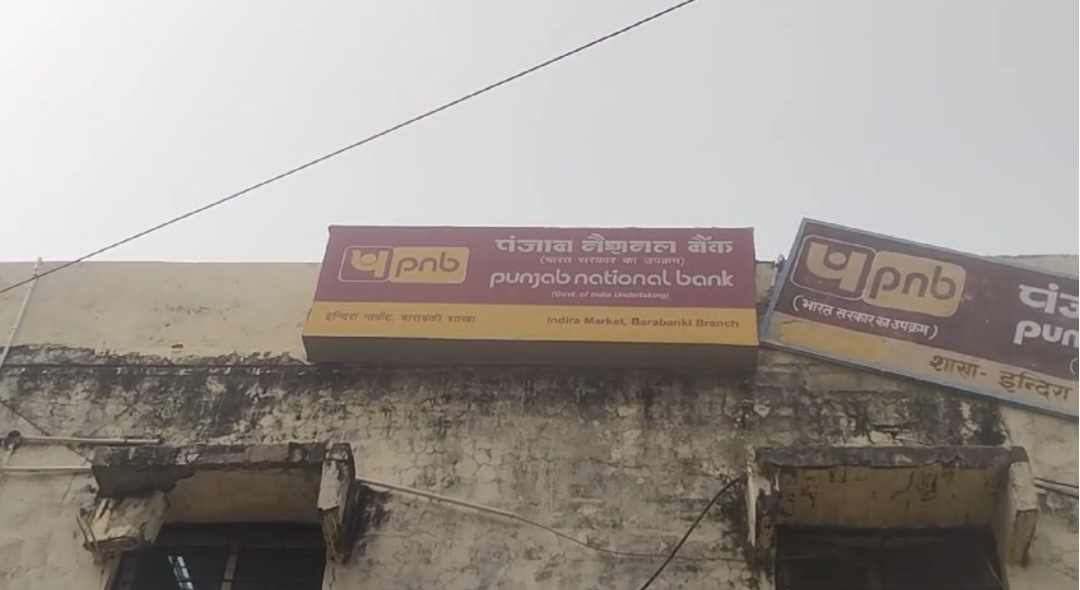 पंजाब नैशनल बैंक
(भारत सरकार का उपक्रम)
pnb
punjab national bank
(Govt. of India Undertaking)
इन्दिरा मार्केट, बाराबंकी शाखा
Indira Market, Barabanki Branch
pnb
(भारत सरकार का उपक्रम)
शाखा- इन्दिरा